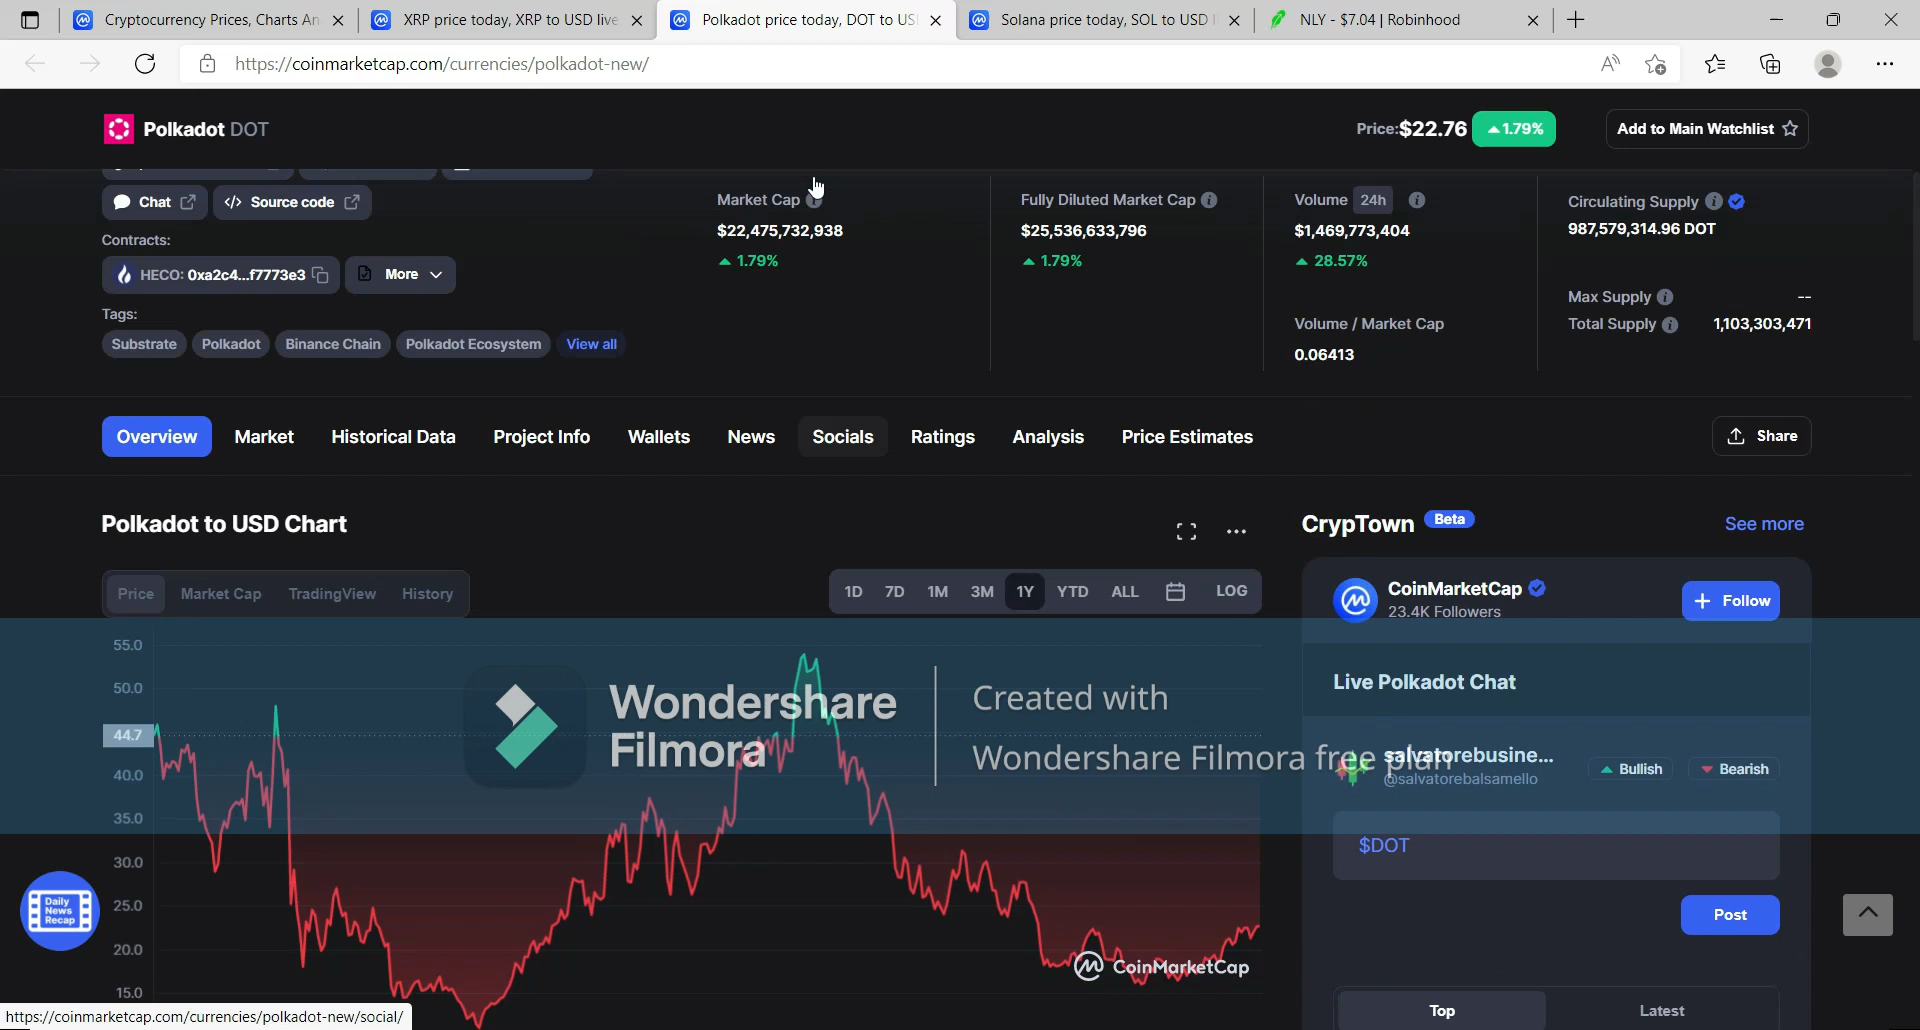 Cryptocurrency Prices, Charts An
XRP price today, XRP to USD live
Polkadot price today, DOT to US
Solana price today, SOL to USD
NLY - $7.04 | Robinhood
https://coinmarketcap.com/currencies/polkadot-new/
Polkadot DOT
Price:$22.76
1.79%
Add to Main Watchlist
Chat
</> Source code
Contracts:
HECO: 0xa2c4...f7773e3
More
Tags:
Substrate
Polkadot
Binance Chain
Polkadot Ecosystem
View all
Market Cap
$22,475,732,938
1.79%
Fully Diluted Market Cap
$25,536,633,796
1.79%
Volume 24h
$1,469,773,404
28.57%
Volume / Market Cap
0.06413
Circulating Supply
987,579,314.96 DOT
Max Supply --
Total Supply 1,103,303,471
Overview
Market
Historical Data
Project Info
Wallets
News
Socials
Ratings
Analysis
Price Estimates
Share
Polkadot to USD Chart
Price
Market Cap
TradingView
History
1D
7D
1M
3M
1Y
YTD
ALL
LOG
55.0
50.0
44.7
40.0
35.0
30.0
25.0
20.0
15.0
CoinMarketCap
Wondershare
Filmora
Created with
Wondershare Filmora free plan
CrypTown Beta
See more
CoinMarketCap
23.4K Followers
+ Follow
Live Polkadot Chat
salvatorebusine...
@salvatorebalsamello
Bullish
Bearish
$DOT
Post
Top
Latest
Daily
News
Recap
https://coinmarketcap.com/currencies/polkadot-new/social/